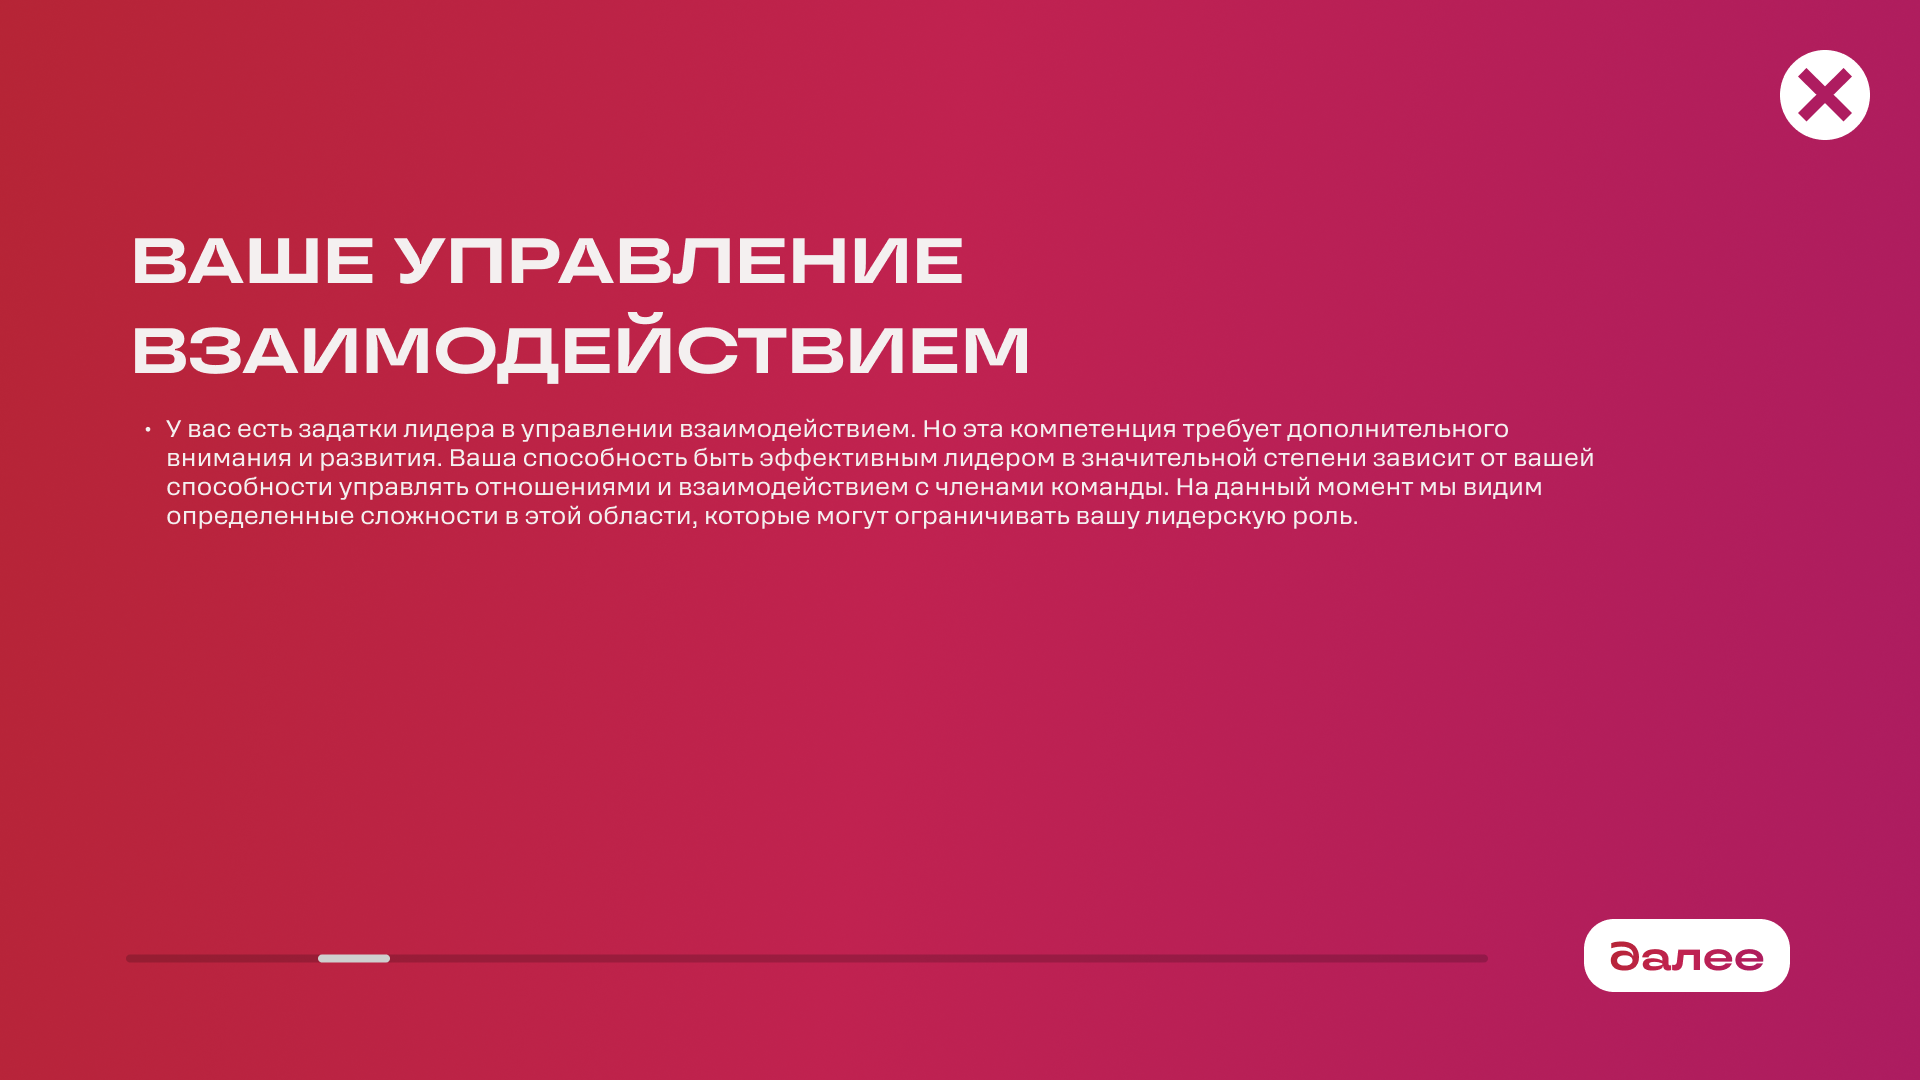 ВАШЕ УПРАВЛЕНИЕ
ВЗАИМОДЕЙСТВИЕМ
• У вас есть задатки лидера в управлении взаимодействием. Но эта компетенция требует дополнительного
внимания и развития. Ваша способность быть эффективным лидером в значительной степени зависит от вашей
способности управлять отношениями и взаимодействием с членами команды. На данный момент мы видим
определенные сложности в этой области, которые могут ограничивать вашу лидерскую роль.
далее